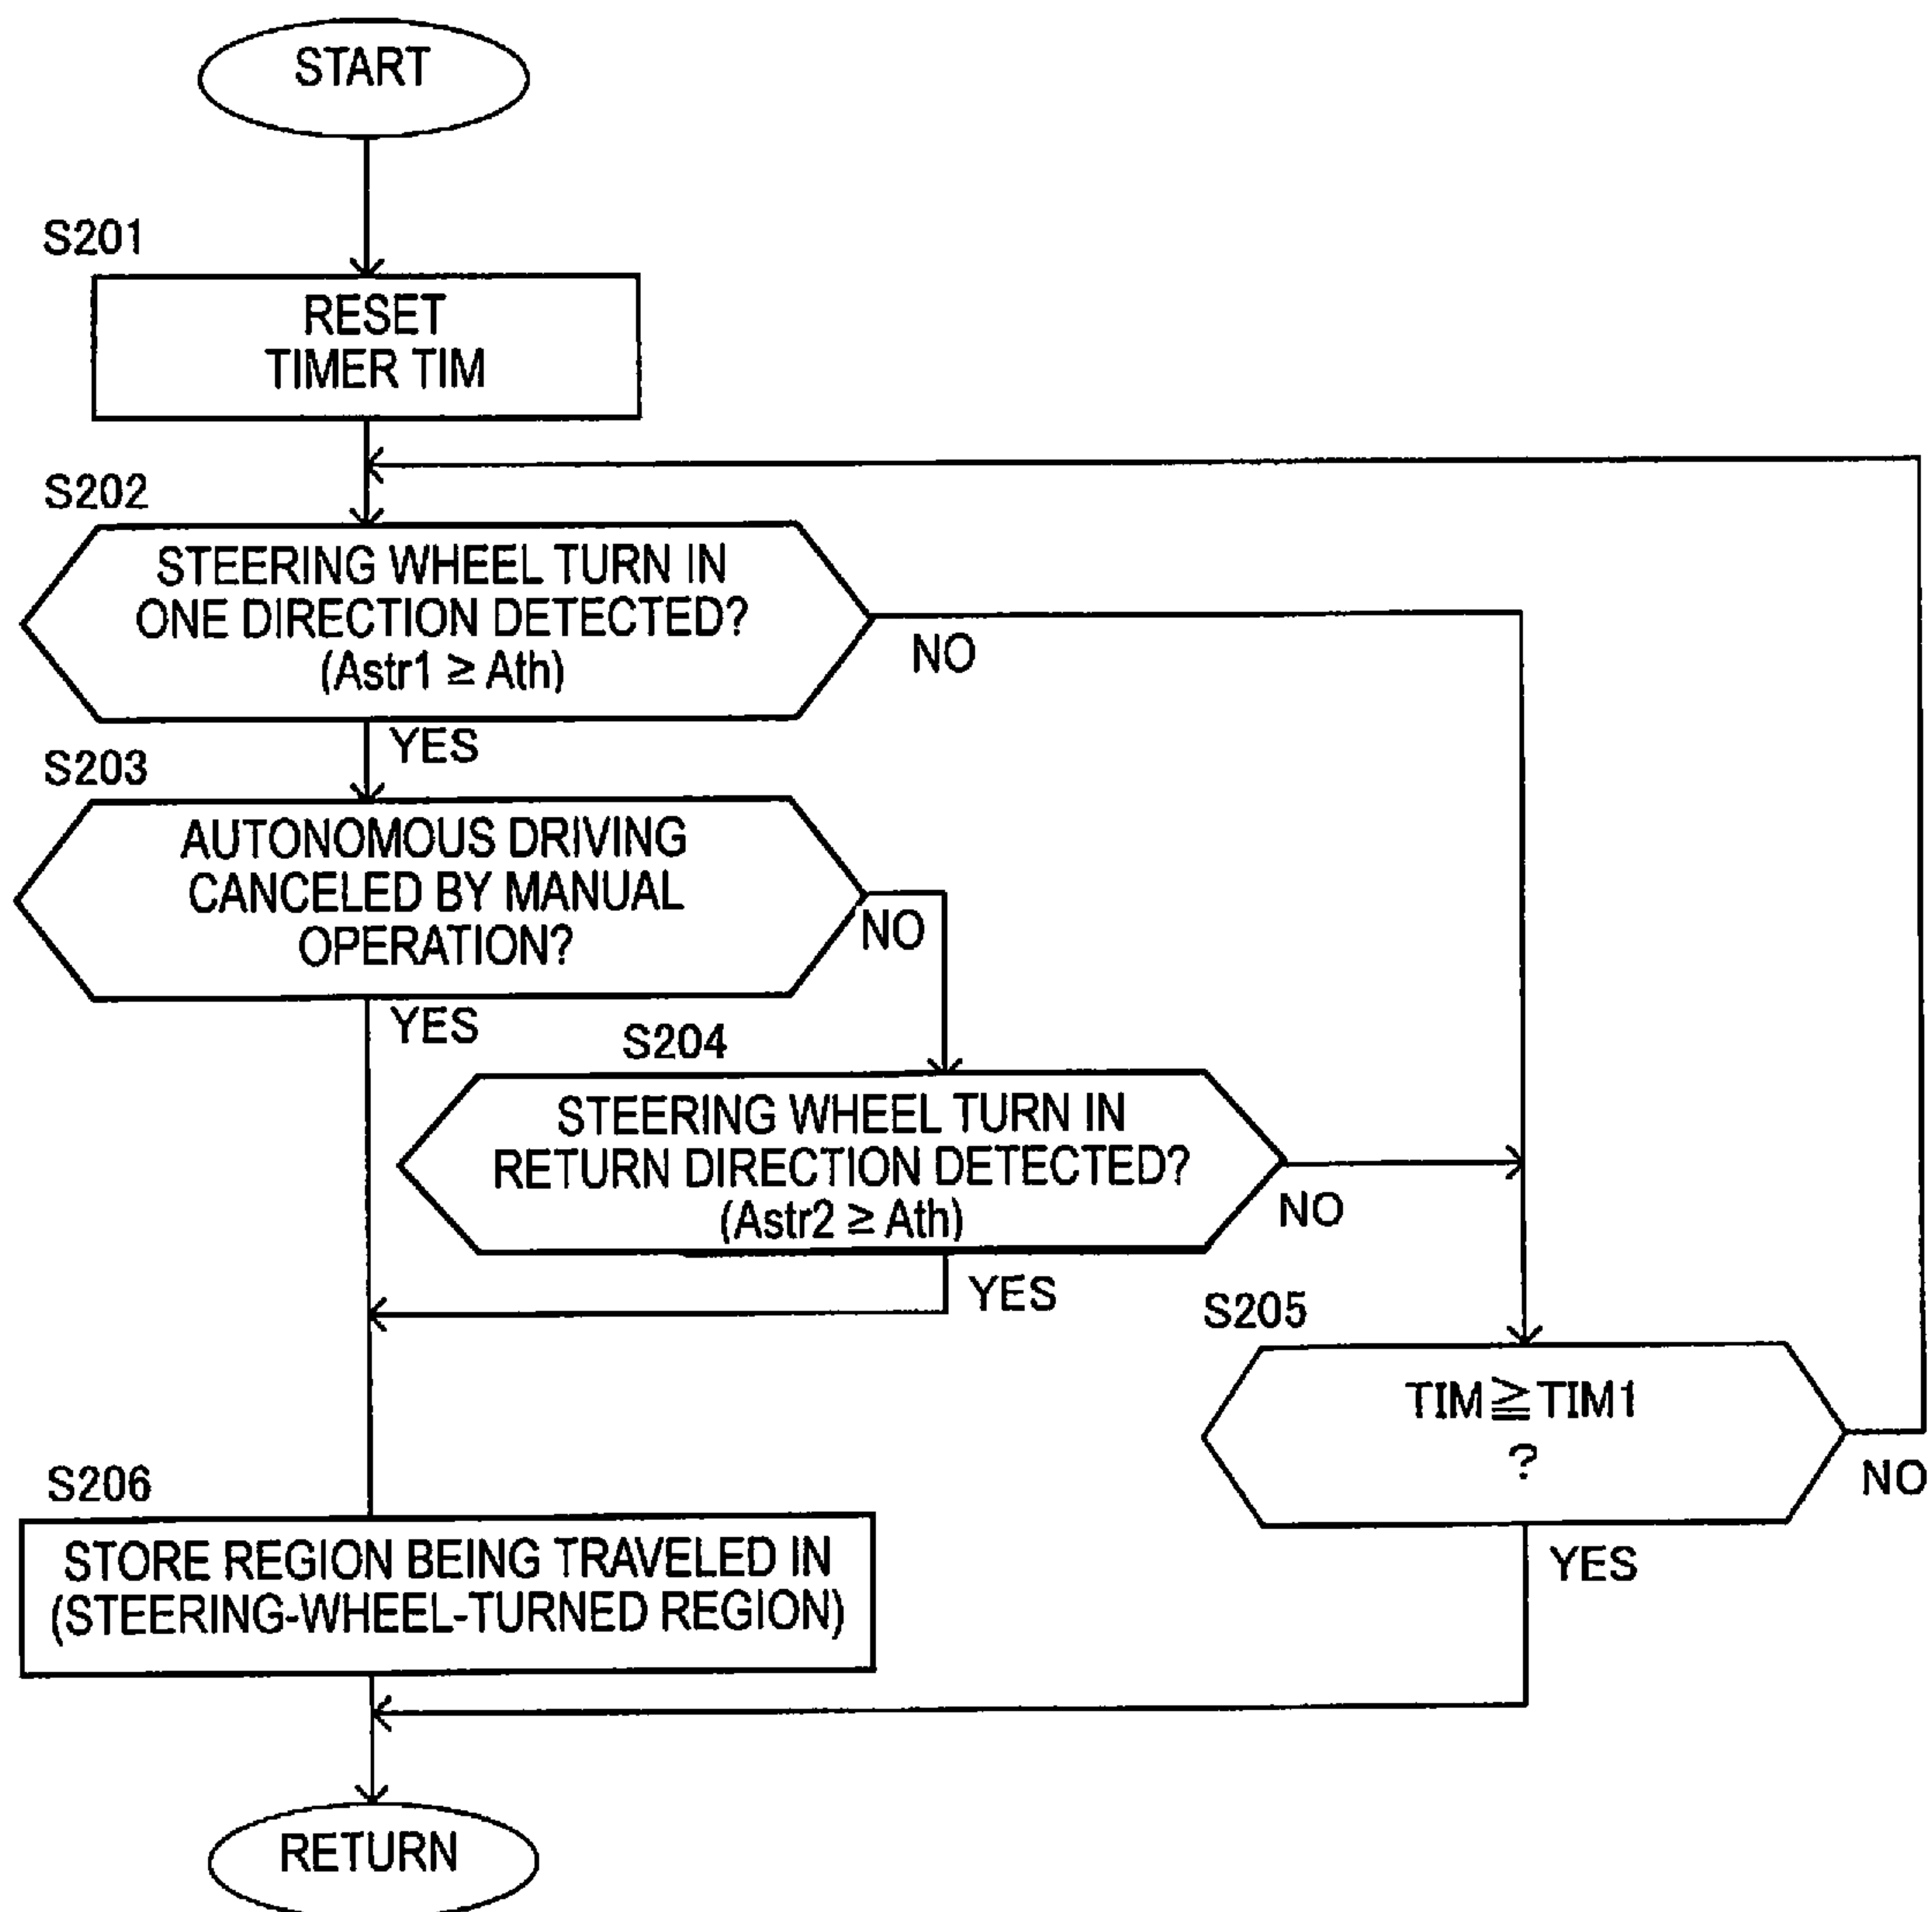 START
S201
RESET
TIMER TIM
S202
STEERING WHEEL TURN IN
ONE DIRECTION DETECTED?
(Astr1 ≥ Ath)
NO
YES
S203
AUTONOMOUS DRIVING
CANCELED BY MANUAL
OPERATION?
NO
YES
S204
STEERING WHEEL TURN IN
RETURN DIRECTION DETECTED?
(Astr2 ≥ Ath)
NO
YES
S205
TIM≧TIM1
?
NO
YES
S206
STORE REGION BEING TRAVELED IN
(STEERING-WHEEL-TURNED REGION)
RETURN